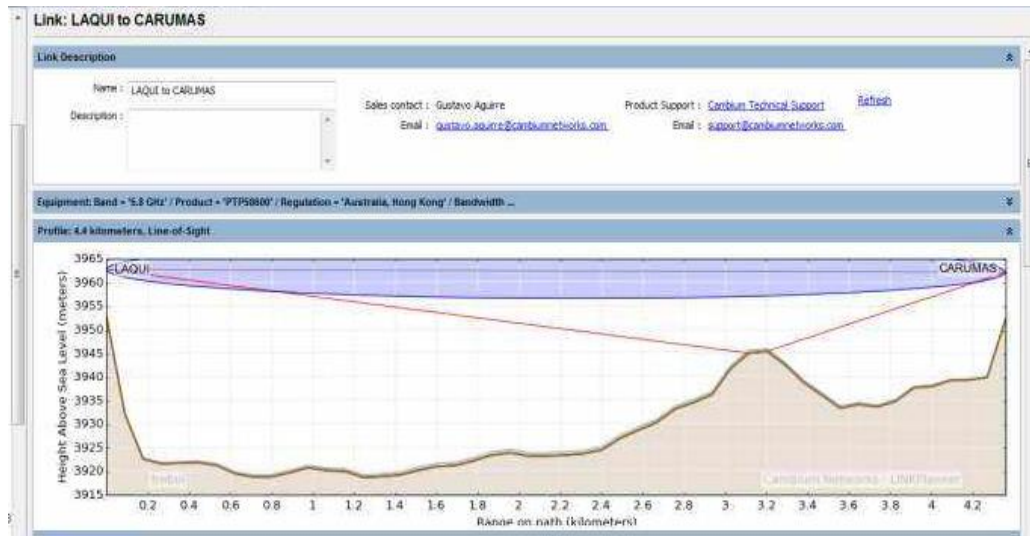 Link: LAQUI to CARUMAS
Link Description
Name : LAQUI to CARUMAS
Description :
Sales contact : Gustavo Aguirre
Email : gustavo.aguirre@cambiumnetworks.com
Product Support : Cambium Technical Support
Email : support@cambiumnetworks.com
Refresh
Equipment: Band = '5.8 GHz' / Product = 'PTP58600' / Regulation = 'Australia, Hong Kong' / Bandwidth ...
Profile: 4.4 kilometers, Line-of-Sight
Height Above Sea Level (meters)
3965
3960
3955
3950
3945
3940
3935
3930
3925
3920
3915
LAQUI
CARUMAS
Cambium Networks - LINKPlanner
0.2 0.4 0.6 0.8 1 1.2 1.4 1.6 1.8 2 2.2 2.4 2.6 2.8 3 3.2 3.4 3.6 3.8 4 4.2
Range on path (kilometers)